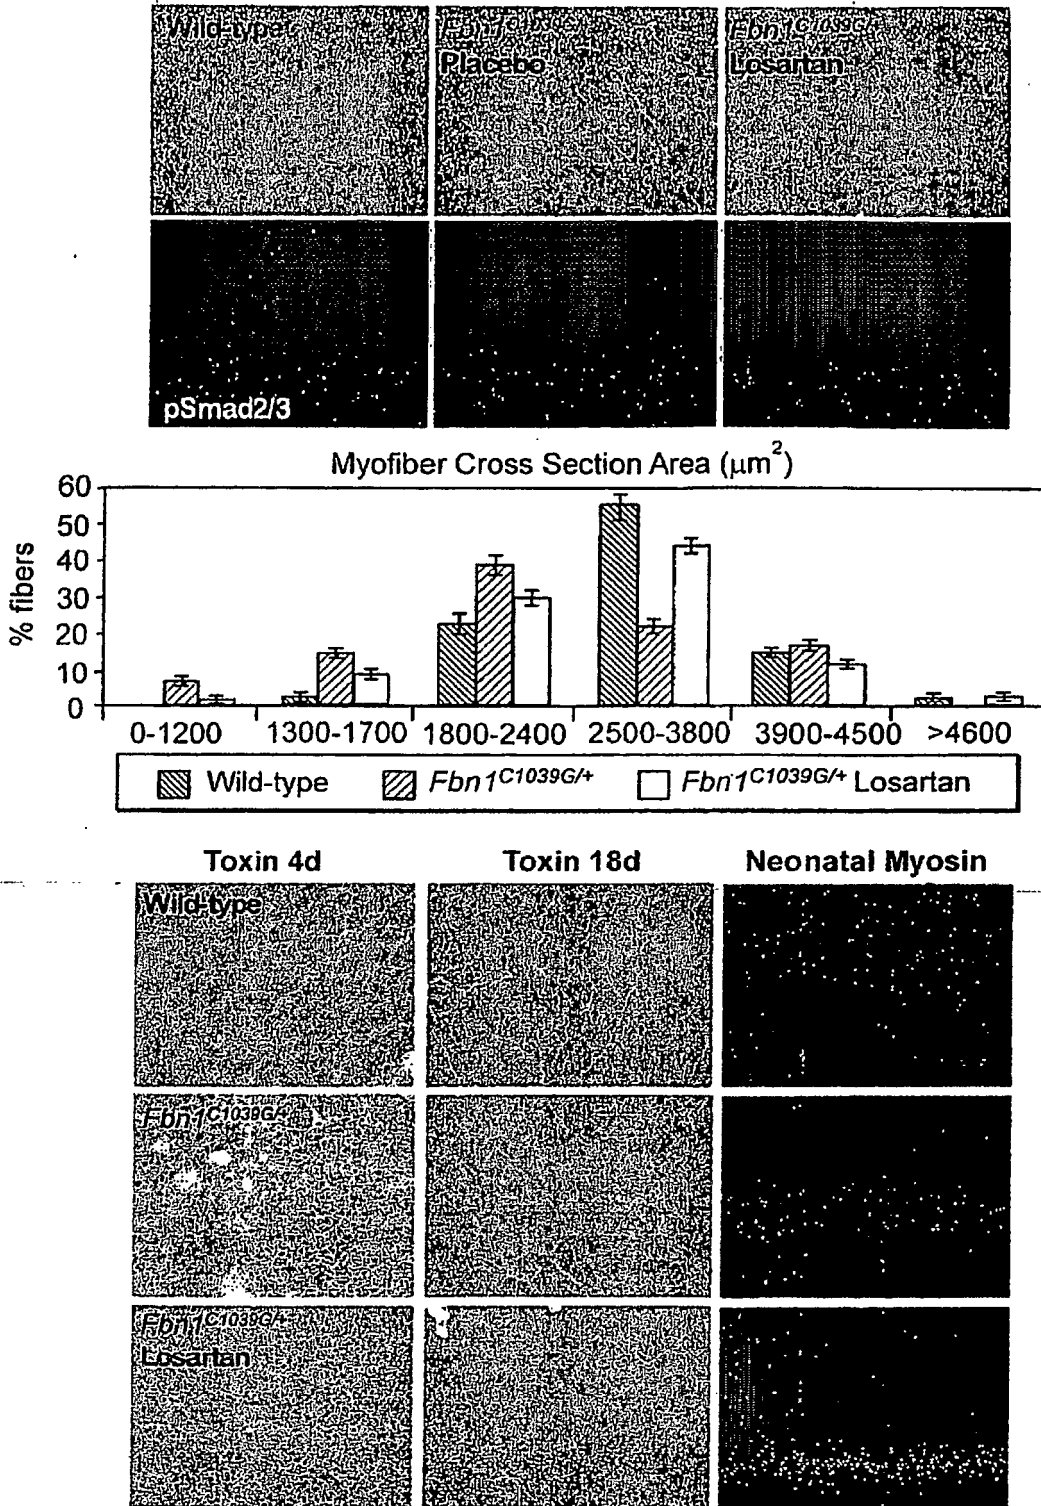 Wild-type
Placebo
Fbn1C1039G/+
Losartan
pSmad2/3
Myofiber Cross Section Area (μm²)
% fibers
60
50
40
30
20
10
0
0-1200 1300-1700 1800-2400 2500-3800 3900-4500 >4600
Wild-type Fbn1C1039G/+ Fbn1C1039G/+ Losartan
Toxin 4d Toxin 18d Neonatal Myosin
Wild-type
Fbn1C1039G/+
Fbn1C1039G/+
Losartan